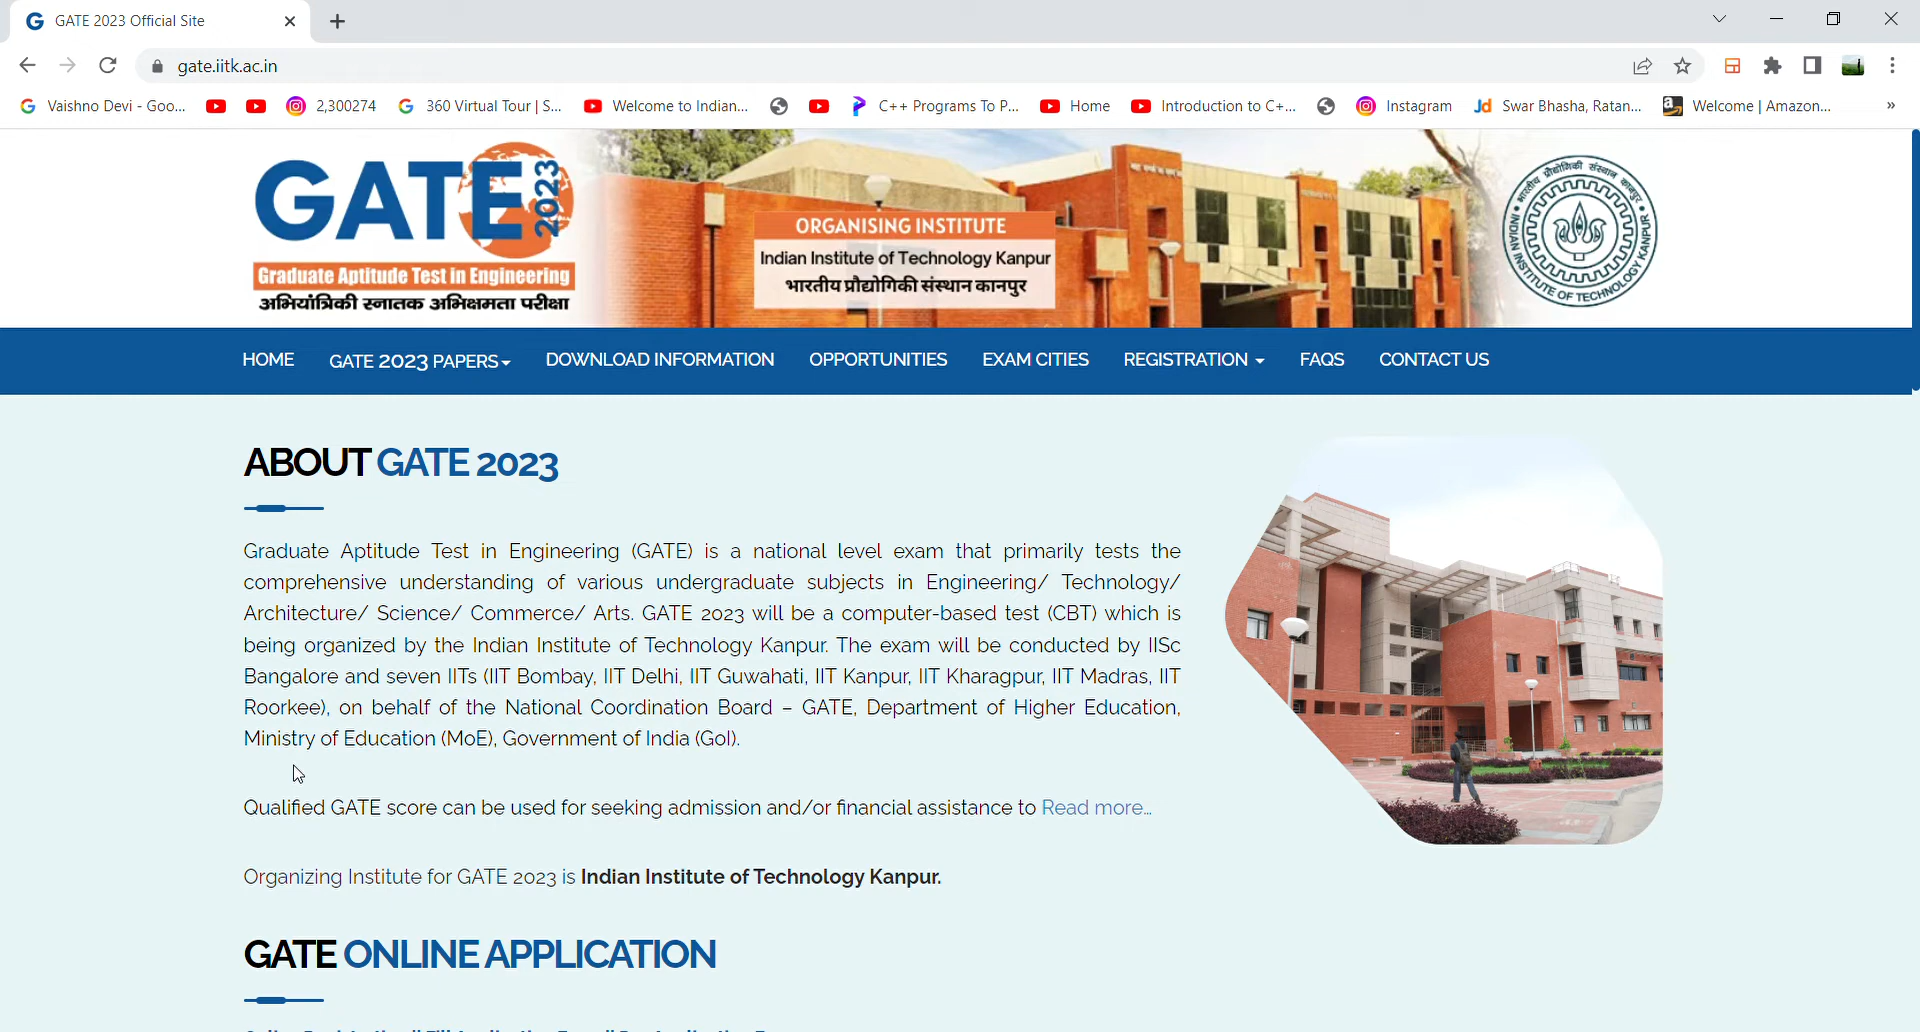 GATE 2023 Official Site
gate.iitk.ac.in
Vaishno Devi - Goo...
2,300274
360 Virtual Tour | S...
Welcome to Indian...
C++ Programs To P...
Home
Introduction to C+...
Instagram
Swar Bhasha, Ratan...
Welcome | Amazon...
»
GATE 2023
Graduate Aptitude Test in Engineering
अभियांत्रिकी स्नातक अभिक्षमता परीक्षा
ORGANISING INSTITUTE
Indian Institute of Technology Kanpur
भारतीय प्रौद्योगिकी संस्थान कानपुर
भारतीय प्रौद्योगिकी संस्थान कानपुर
INDIAN INSTITUTE OF TECHNOLOGY KANPUR
HOME
GATE 2023 PAPERS
DOWNLOAD INFORMATION
OPPORTUNITIES
EXAM CITIES
REGISTRATION
FAQS
CONTACT US
ABOUT GATE 2023
Graduate Aptitude Test in Engineering (GATE) is a national level exam that primarily tests the
comprehensive understanding of various undergraduate subjects in Engineering/ Technology/
Architecture/ Science/ Commerce/ Arts. GATE 2023 will be a computer-based test (CBT) which is
being organized by the Indian Institute of Technology Kanpur. The exam will be conducted by IISc
Bangalore and seven IITs (IIT Bombay, IIT Delhi, IIT Guwahati, IIT Kanpur, IIT Kharagpur, IIT Madras, IIT
Roorkee), on behalf of the National Coordination Board – GATE, Department of Higher Education,
Ministry of Education (MoE), Government of India (GoI).
Qualified GATE score can be used for seeking admission and/or financial assistance to Read more...
Organizing Institute for GATE 2023 is Indian Institute of Technology Kanpur.
GATE ONLINE APPLICATION